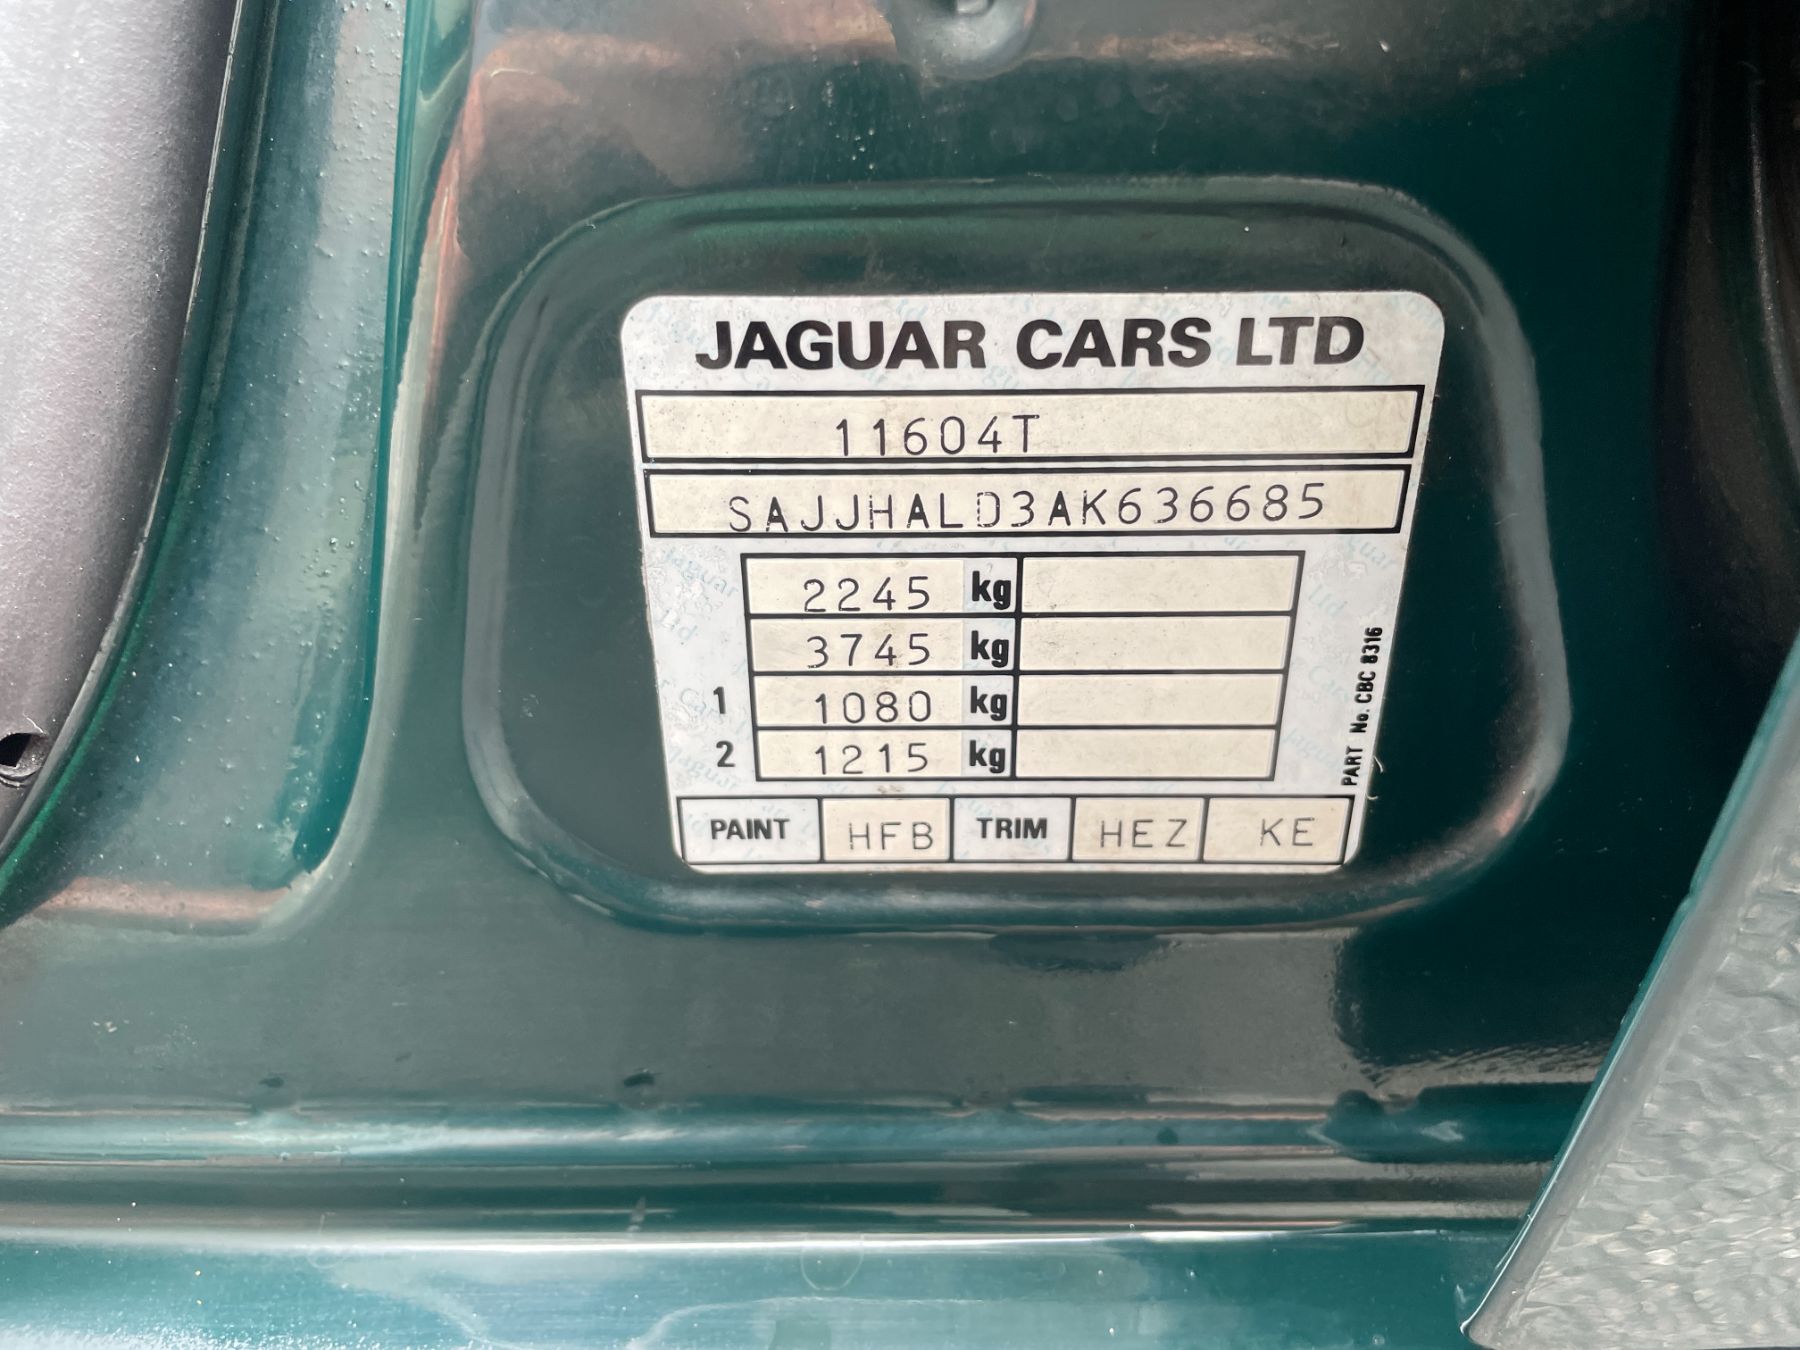 JAGUAR CARS LTD
11604T
SAJJHALD3AK636685
2245 kg
3745 kg
1 1080 kg
2 1215 kg
PART No. CBC 8316
PAINT HFB TRIM HEZ KE